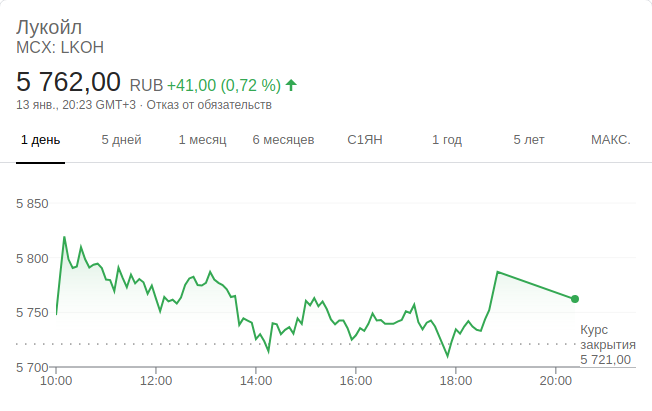 Лукойл
MCX: LKOH
5 762,00 RUB +41,00 (0,72 %)
13 янв., 20:23 GMT+3 · Отказ от обязательств
1 день 5 дней 1 месяц 6 месяцев С1ЯН 1 год 5 лет МАКС.
5 850
5 800
5 750
5 700
Курс
закрытия
5 721,00
10:00 12:00 14:00 16:00 18:00 20:00